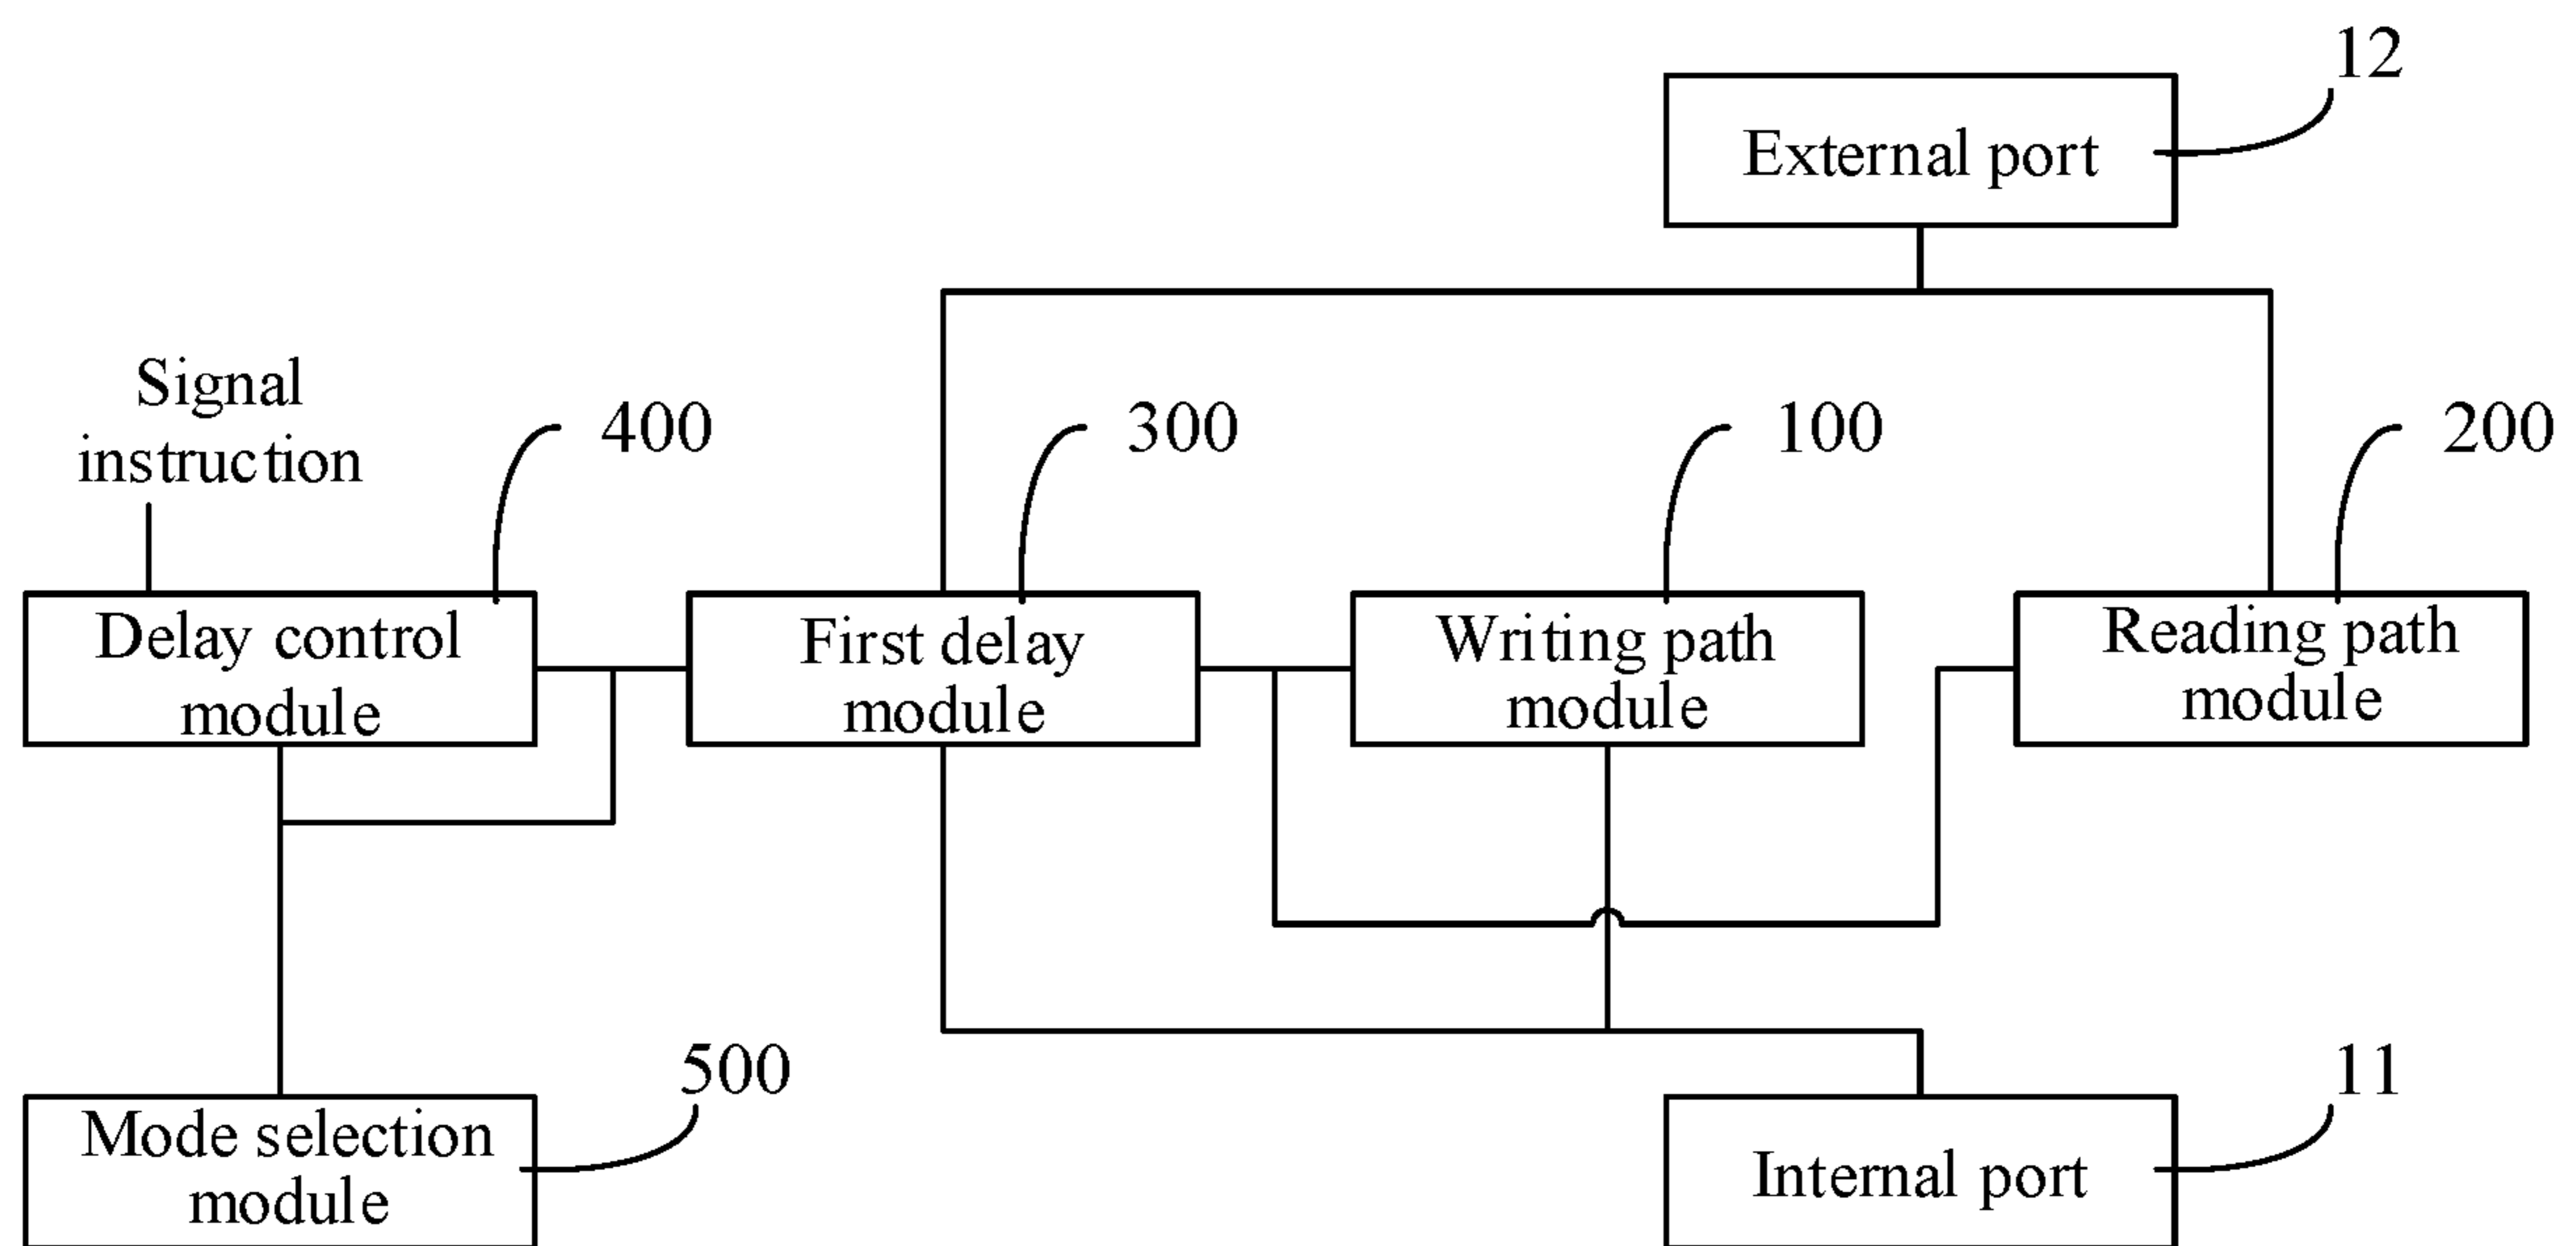 12
External port
Signal
instruction
400
300
100
200
Delay control
module
First delay
module
Writing path
module
Reading path
module
500
11
Mode selection
module
Internal port